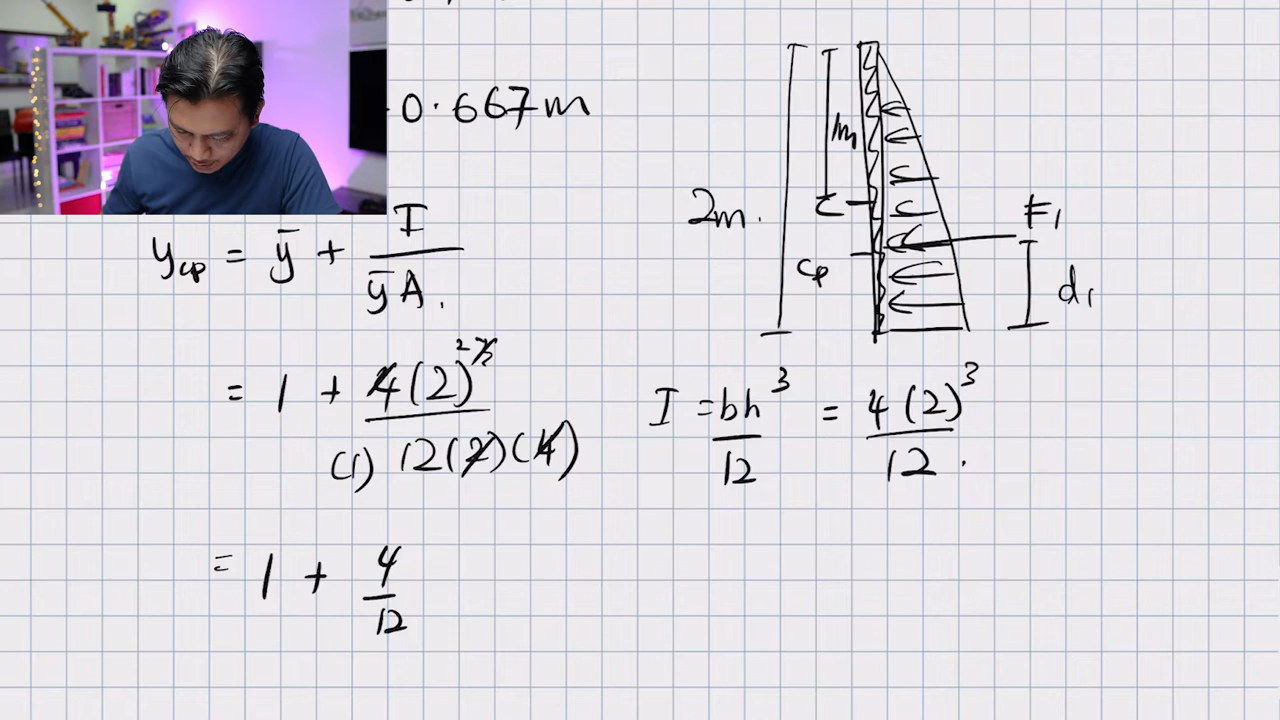 0.667m
y_cp = ȳ + I / ȳA.
= 1 + 4(2)^3 2 / (1) 12(2)(4)
= 1 + 4/12
2m.
1m
C
CP
F1
d1
I = bh^3 / 12 = 4(2)^3 / 12.